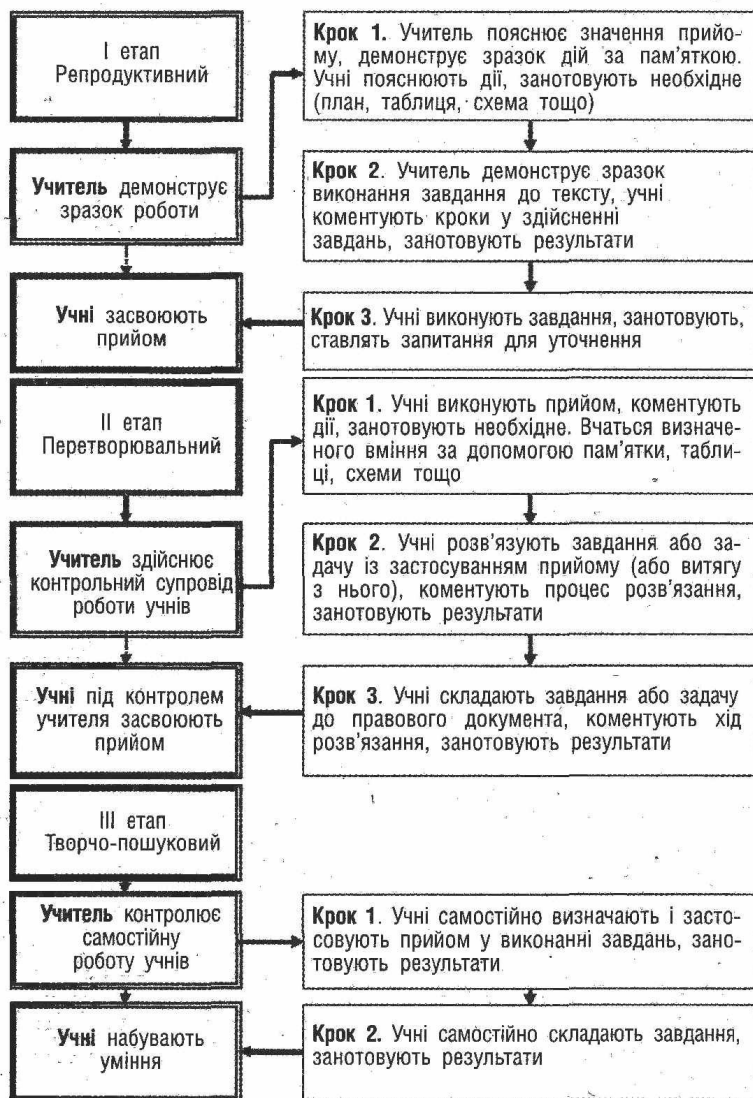 І етап
Репродуктивний
Учитель демонструє
зразок роботи
Учні засвоюють
прийом
Крок 1. Учитель пояснює значення прийо-
му, демонструє зразок дій за пам'яткою.
Учні пояснюють дії, занотовують необхідне
(план, таблиця, схема тощо)
Крок 2. Учитель демонструє зразок
виконання завдання до тексту, учні
коментують кроки у здійсненні
завдань, занотовують результати
Крок 3. Учні виконують завдання, занотовують,
ставлять запитання для уточнення
ІІ етап
Перетворювальний
Учитель здійснює
контрольний супровід
роботи учнів
Учні під контролем
учителя засвоюють
прийом
Крок 1. Учні виконують прийом, коментують
дії, занотовують необхідне. Вчаться визначе-
ного вміння за допомогою пам'ятки, табли-
ці, схеми тощо
Крок 2. Учні розв'язують завдання або за-
дачу із застосуванням прийому (або витягу
з нього), коментують процес розв'язання,
занотовують результати
Крок 3. Учні складають завдання або задачу
до правового документа, коментують хід
розв'язання, занотовують результати
ІІІ етап
Творчо-пошуковий
Учитель контролює
самостійну
роботу учнів
Учні набувають
уміння
Крок 1. Учні самостійно визначають і застос-
совують прийом у виконанні завдань, зано-
товують результати
Крок 2. Учні самостійно складають завдання,
занотовують результати